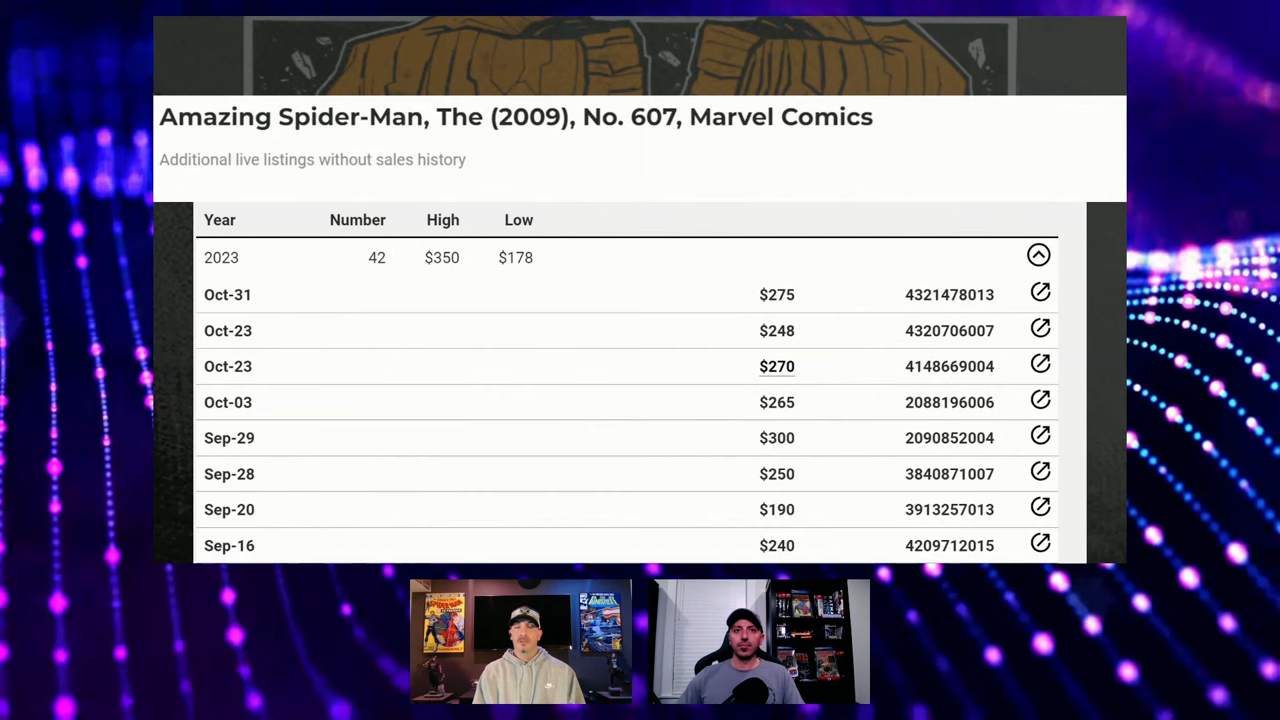 Amazing Spider-Man, The (2009), No. 607, Marvel Comics
Additional live listings without sales history
Year Number High Low
2023 42 $350 $178
Oct-31 $275 4321478013
Oct-23 $248 4320706007
Oct-23 $270 4148669004
Oct-03 $265 2088196006
Sep-29 $300 2090852004
Sep-28 $250 3840871007
Sep-20 $190 3913257013
Sep-16 $240 4209712015